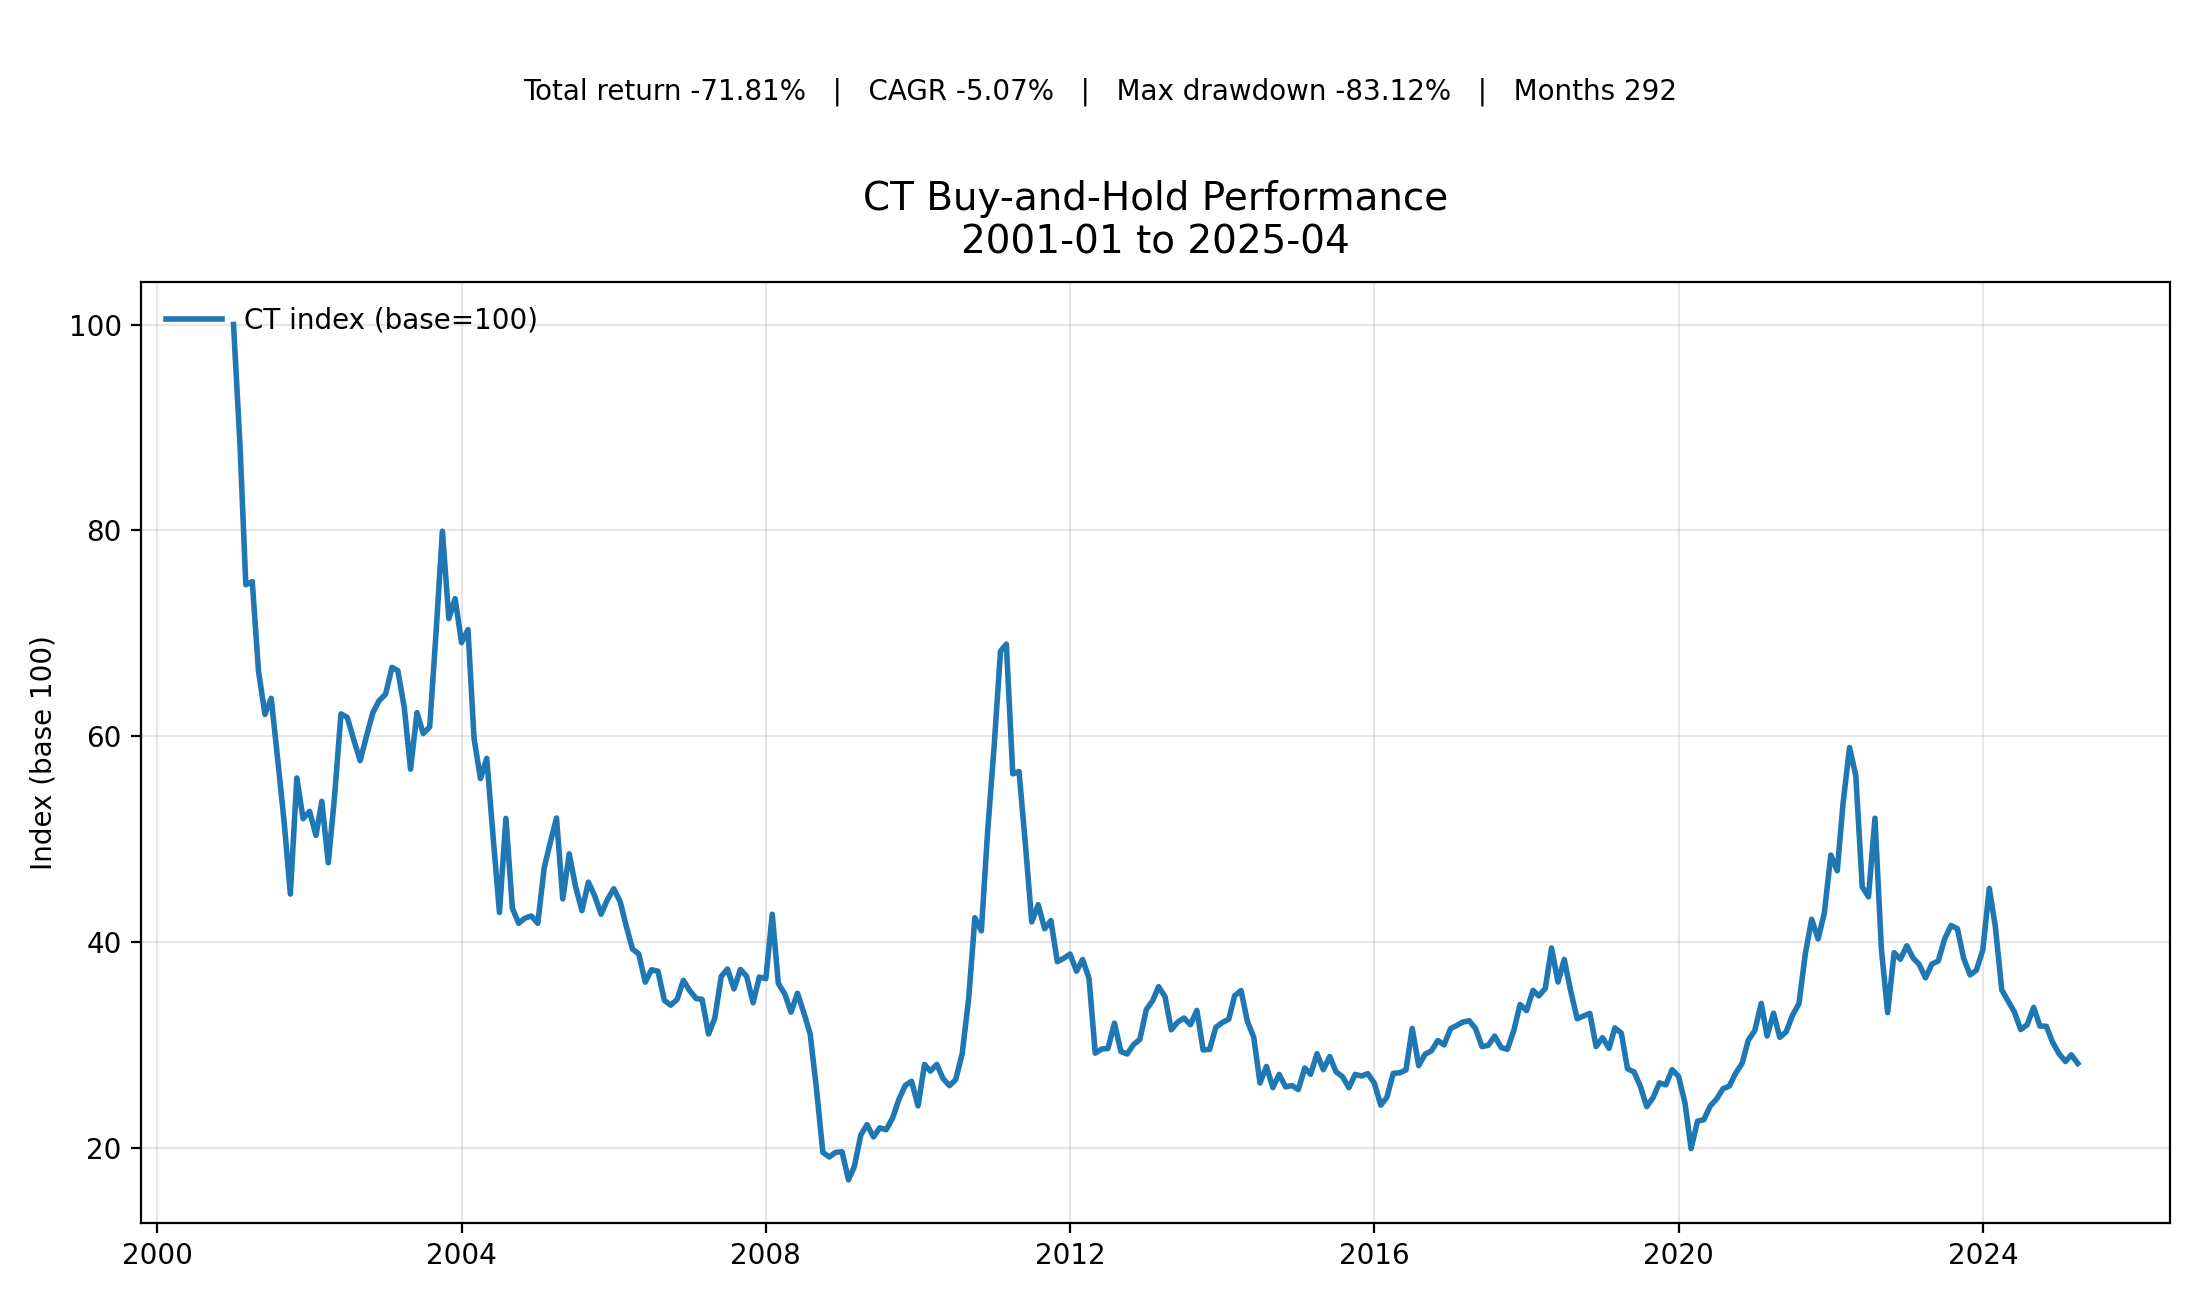 Total return -71.81% | CAGR -5.07% | Max drawdown -83.12% | Months 292
CT Buy-and-Hold Performance
2001-01 to 2025-04
CT index (base=100)
Index (base 100)
100
80
60
40
20
2000 2004 2008 2012 2016 2020 2024